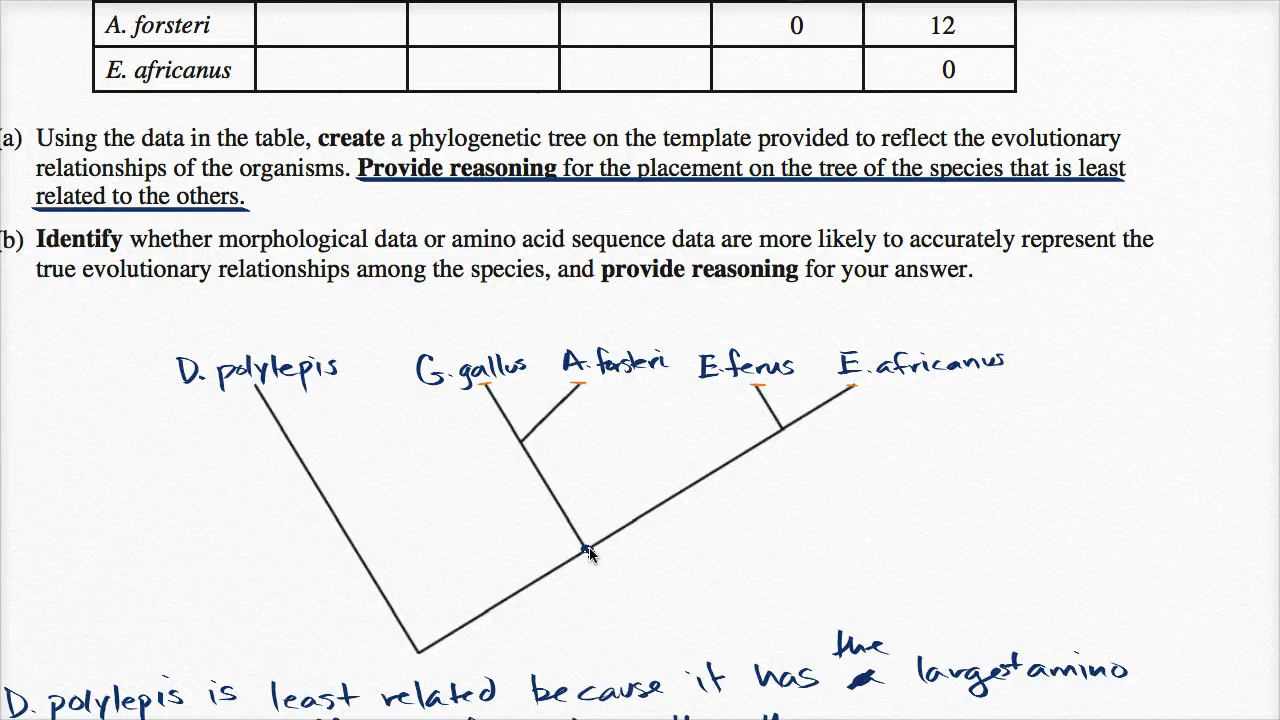 A. forsteri 0 12
E. africanus 0
a) Using the data in the table, create a phylogenetic tree on the template provided to reflect the evolutionary
relationships of the organisms. Provide reasoning for the placement on the tree of the species that is least
related to the others.
b) Identify whether morphological data or amino acid sequence data are more likely to accurately represent the
true evolutionary relationships among the species, and provide reasoning for your answer.
D. polylepis G. gallus A. forsteri E. ferus E. africanus
the
D. polylepis is least related because it has largest amino